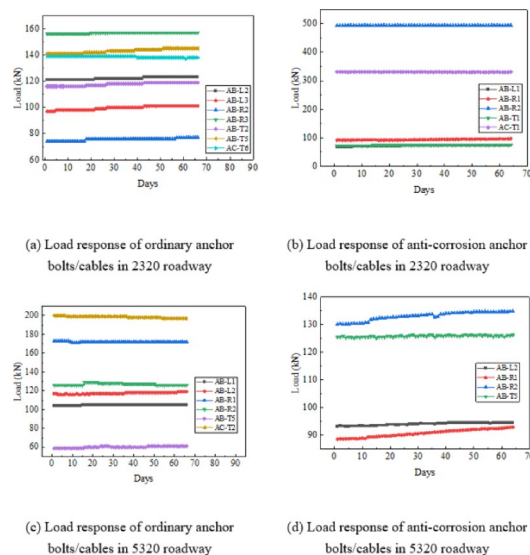 (a)
160
140
120
100
80
60
Load (kN)
0 10 20 30 40 50 60 70 80 90
Days
AB-L2
AB-L3
AB-R2
AB-R3
AB-T2
AB-T5
AC-T6
(b)
500
400
300
200
100
0
Load (kN)
0 10 20 30 40 50 60 70
Days
AB-L1
AB-R1
AB-R2
AB-T1
AC-T1
(a) Load response of ordinary anchor
bolts/cables in 2320 roadway
(b) Load response of anti-corrosion anchor
bolts/cables in 2320 roadway
(c)
200
180
160
140
120
100
80
60
Load (kN)
0 10 20 30 40 50 60 70 80 90
Days
AB-L1
AB-L2
AB-R1
AB-R2
AB-T5
AC-T2
(d)
130
120
110
100
90
Load (kN)
0 10 20 30 40 50 60 70
Days
AB-L2
AB-R1
AB-R2
AB-T5
(c) Load response of ordinary anchor
bolts/cables in 5320 roadway
(d) Load response of anti-corrosion anchor
bolts/cables in 5320 roadway